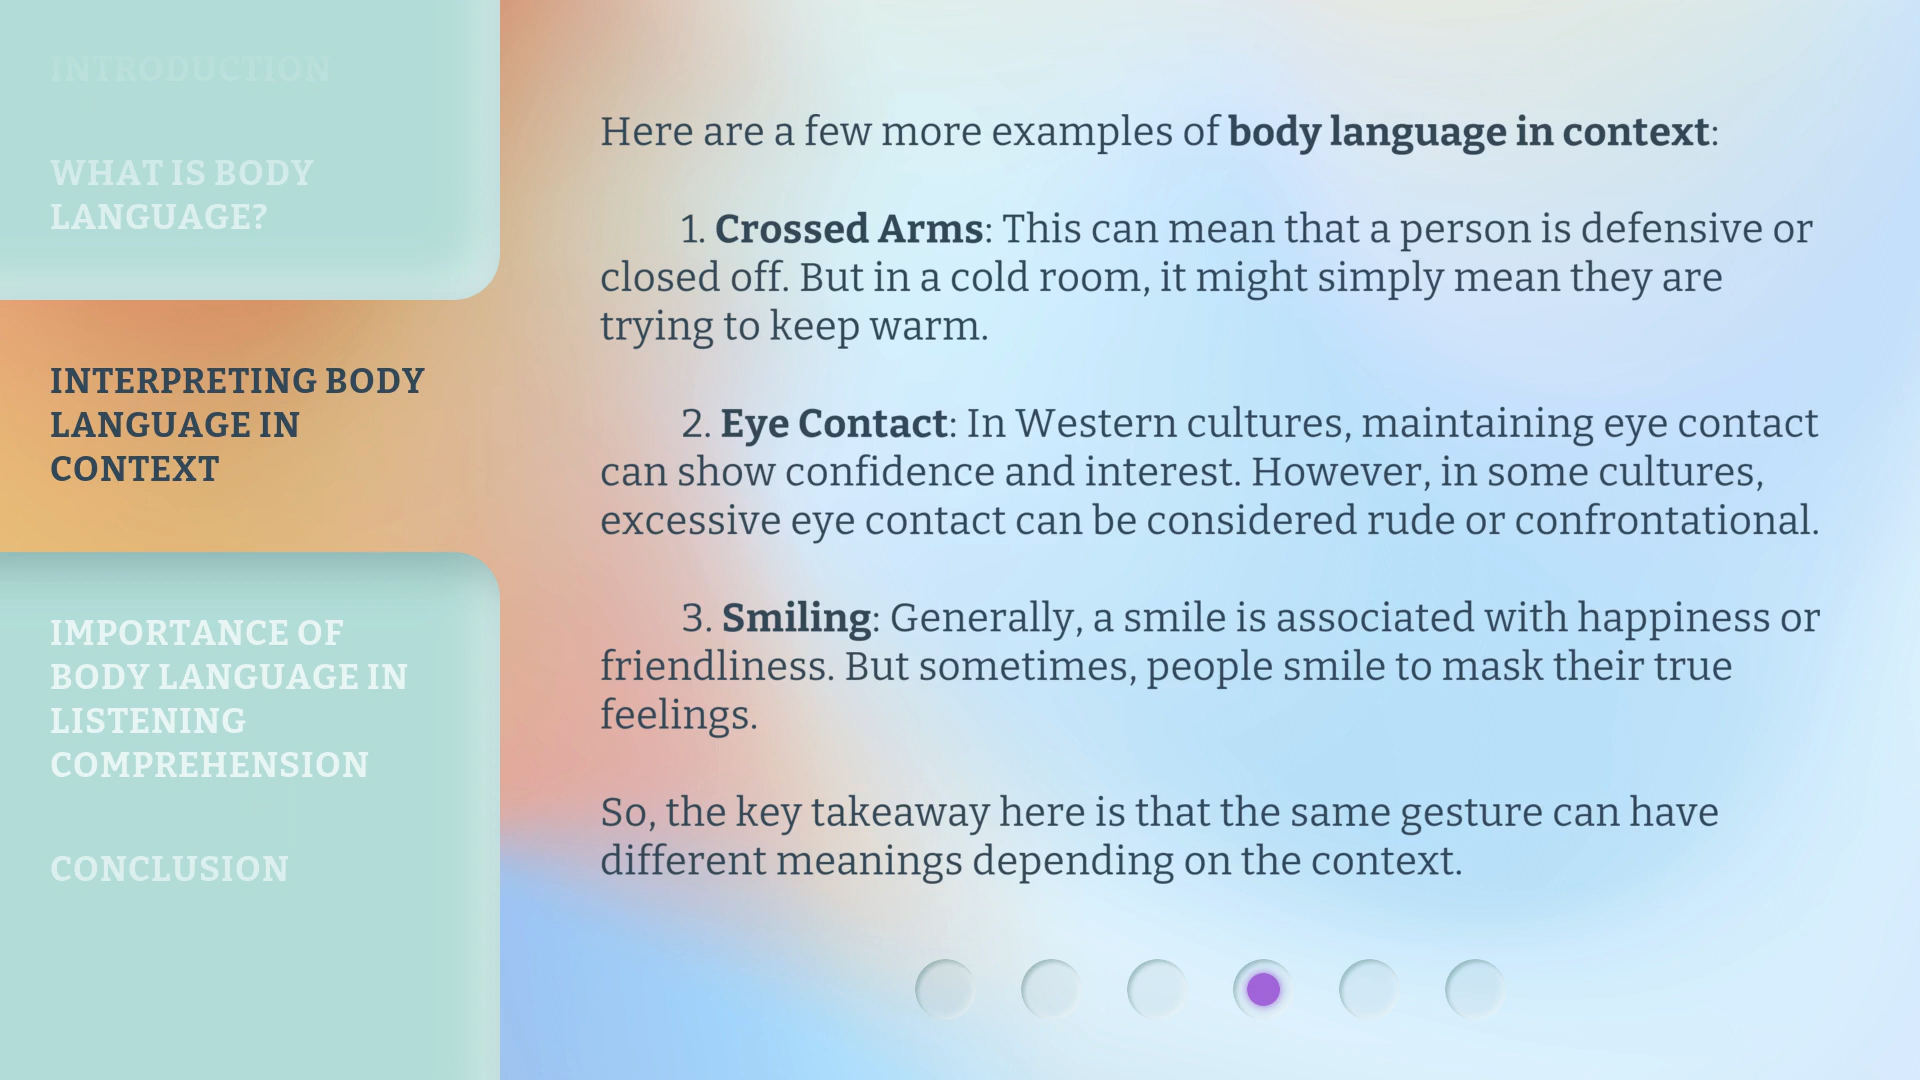 INTRODUCTION
WHAT IS BODY
LANGUAGE?
INTERPRETING BODY
LANGUAGE IN
CONTEXT
IMPORTANCE OF
BODY LANGUAGE IN
LISTENING
COMPREHENSION
CONCLUSION
Here are a few more examples of body language in context:
1. Crossed Arms: This can mean that a person is defensive or
closed off. But in a cold room, it might simply mean they are
trying to keep warm.
2. Eye Contact: In Western cultures, maintaining eye contact
can show confidence and interest. However, in some cultures,
excessive eye contact can be considered rude or confrontational.
3. Smiling: Generally, a smile is associated with happiness or
friendliness. But sometimes, people smile to mask their true
feelings.
So, the key takeaway here is that the same gesture can have
different meanings depending on the context.